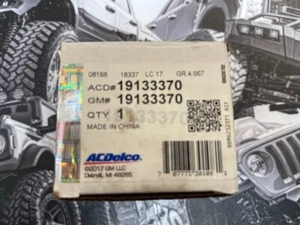 08168 18337 LC 17 GR.4.667
ACD# 19133370
GM# 19133370
QTY 1
MADE IN CHINA
ACDelco
©2017 GM LLC
Detroit, MI 48265